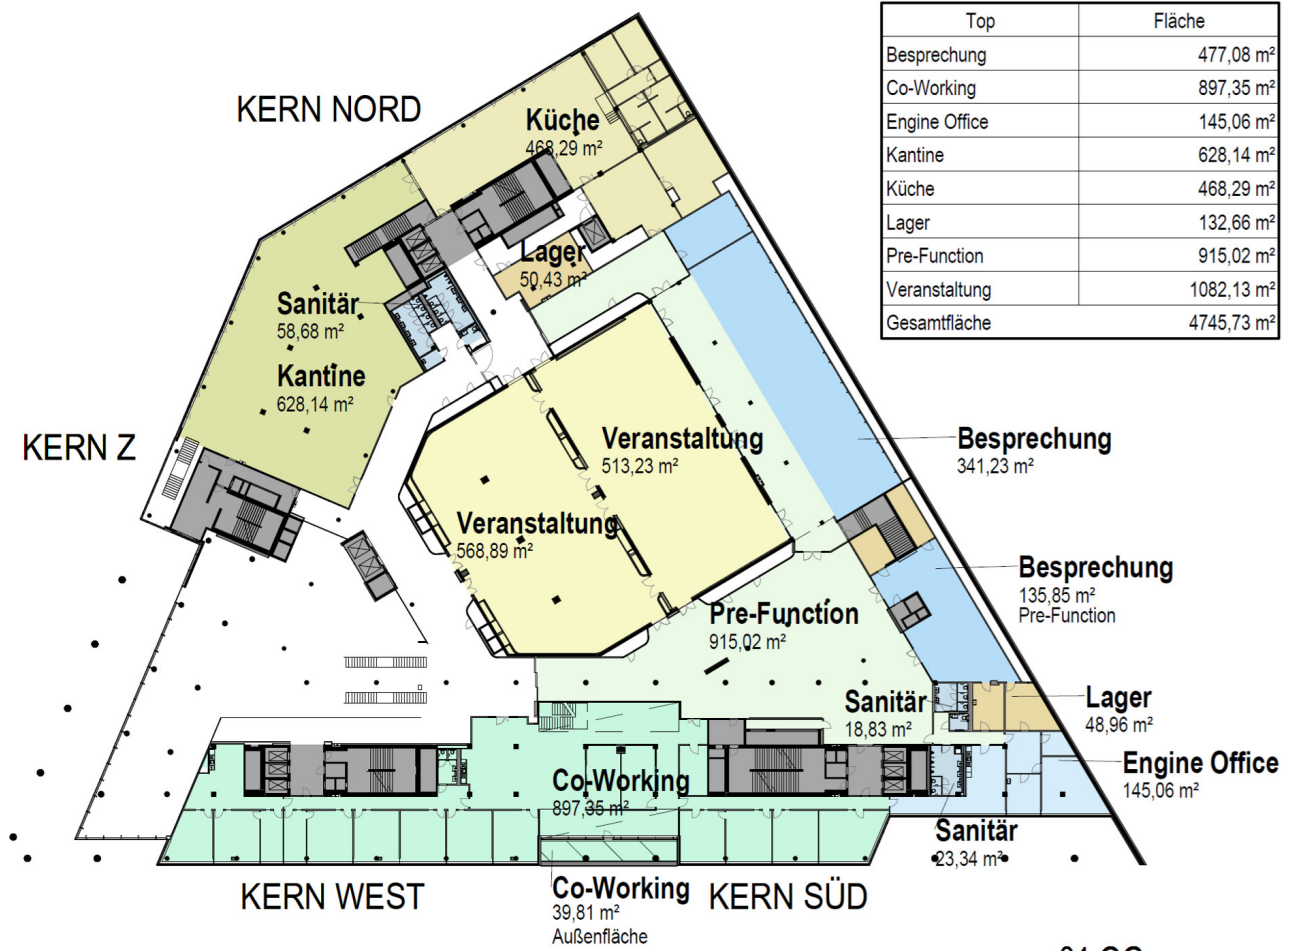 Top Fläche
Besprechung 477,08 m²
Co-Working 897,35 m²
Engine Office 145,06 m²
Kantine 628,14 m²
Küche 468,29 m²
Lager 132,66 m²
Pre-Function 915,02 m²
Veranstaltung 1082,13 m²
Gesamtfläche 4745,73 m²
KERN NORD
Küche
468,29 m²
Lager
50,43 m²
Sanitär
58,68 m²
Kantine
628,14 m²
KERN Z
Veranstaltung
513,23 m²
Besprechung
341,23 m²
Veranstaltung
568,89 m²
Besprechung
135,85 m²
Pre-Function
Pre-Function
915,02 m²
Sanitär
18,83 m²
Lager
48,96 m²
Engine Office
145,06 m²
Co-Working
897,35 m²
Sanitär
23,34 m²
Co-Working
39,81 m²
Außenfläche
KERN WEST
KERN SÜD